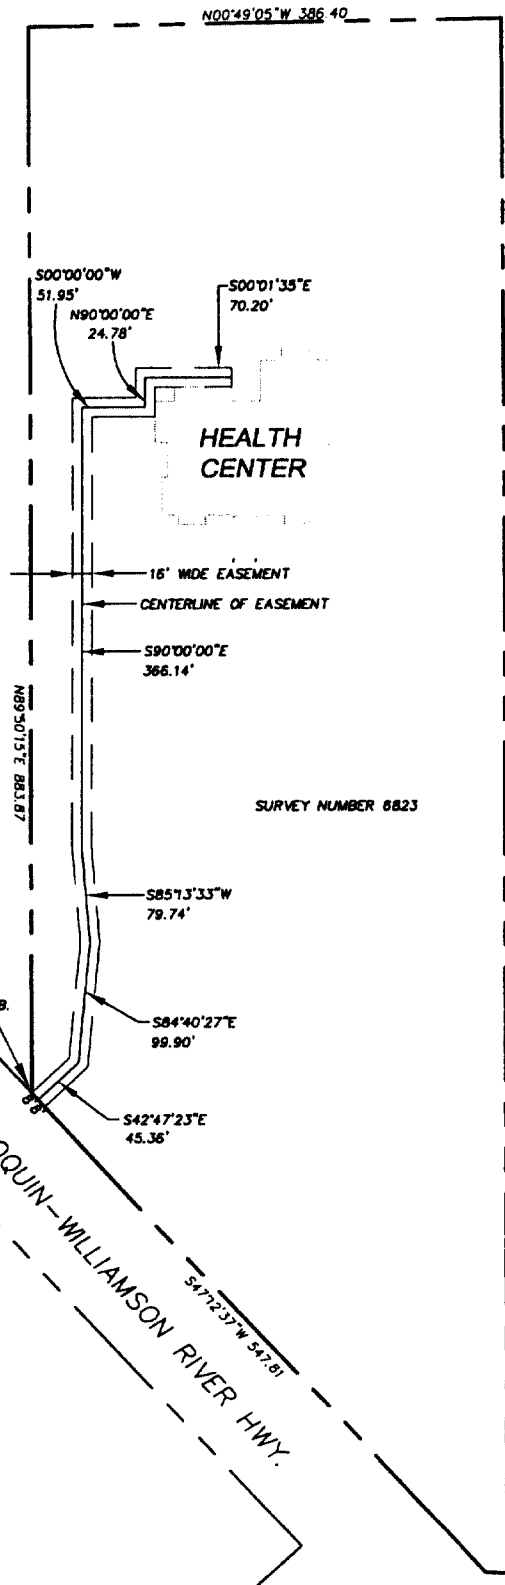 N00°49'05"W 386.40
S00°00'00"W
51.95'
N90°00'00"E
24.78'
S00°01'35"E
70.20'
HEALTH
CENTER
16' WIDE EASEMENT
CENTERLINE OF EASEMENT
S90°00'00"E
366.14'
N89°50'15"E 883.87
SURVEY NUMBER 6823
S85°13'33"W
79.74'
S84°40'27"E
99.90'
B.
8'
8'
S42°47'23"E
45.36'
OQUIN-WILLIAMSON RIVER HWY.
S47°12'37"W 547.81